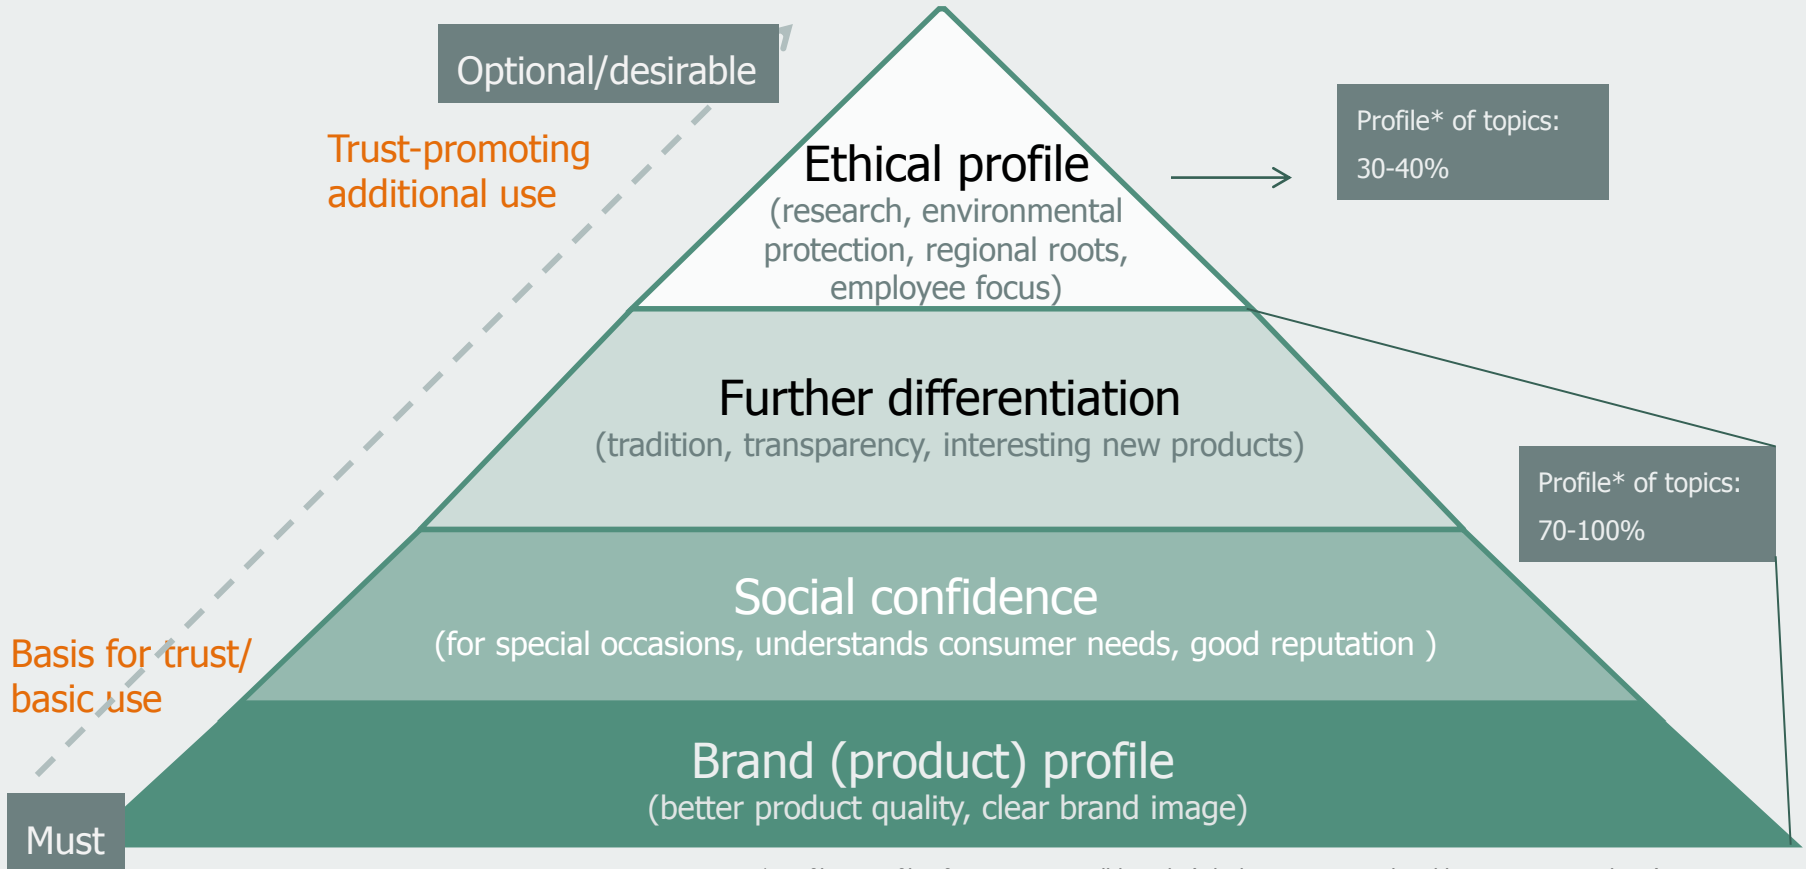 Optional/desirable
Trust-promoting
additional use
Ethical profile
(research, environmental
protection, regional roots,
employee focus)
Profile* of topics:
30-40%
Further differentiation
(tradition, transparency, interesting new products)
Profile* of topics:
70-100%
Social confidence
(for special occasions, understands consumer needs, good reputation )
Basis for trust/
basic use
Brand (product) profile
(better product quality, clear brand image)
Must